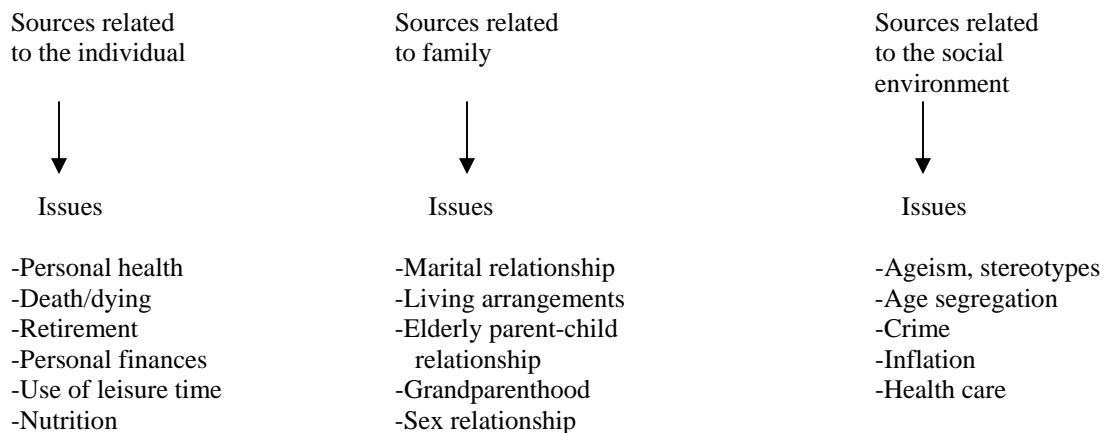 Sources related
to the individual
Sources related
to family
Sources related
to the social
environment
Issues
-Personal health
-Death/dying
-Retirement
-Personal finances
-Use of leisure time
-Nutrition
Issues
-Marital relationship
-Living arrangements
-Elderly parent-child
relationship
-Grandparenthood
-Sex relationship
Issues
-Ageism, stereotypes
-Age segregation
-Crime
-Inflation
-Health care